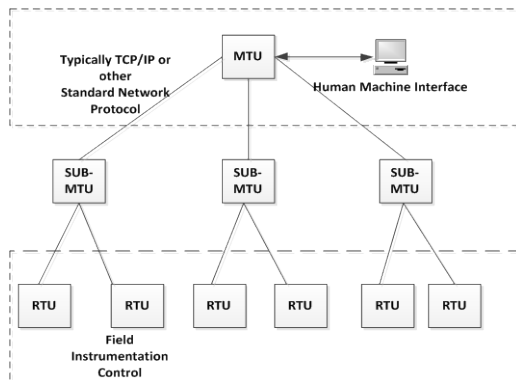 Typically TCP/IP or
other
Standard Network
Protocol
MTU
Human Machine Interface
SUB-
MTU
SUB-
MTU
SUB-
MTU
RTU
RTU
RTU
RTU
RTU
RTU
Field
Instrumentation
Control